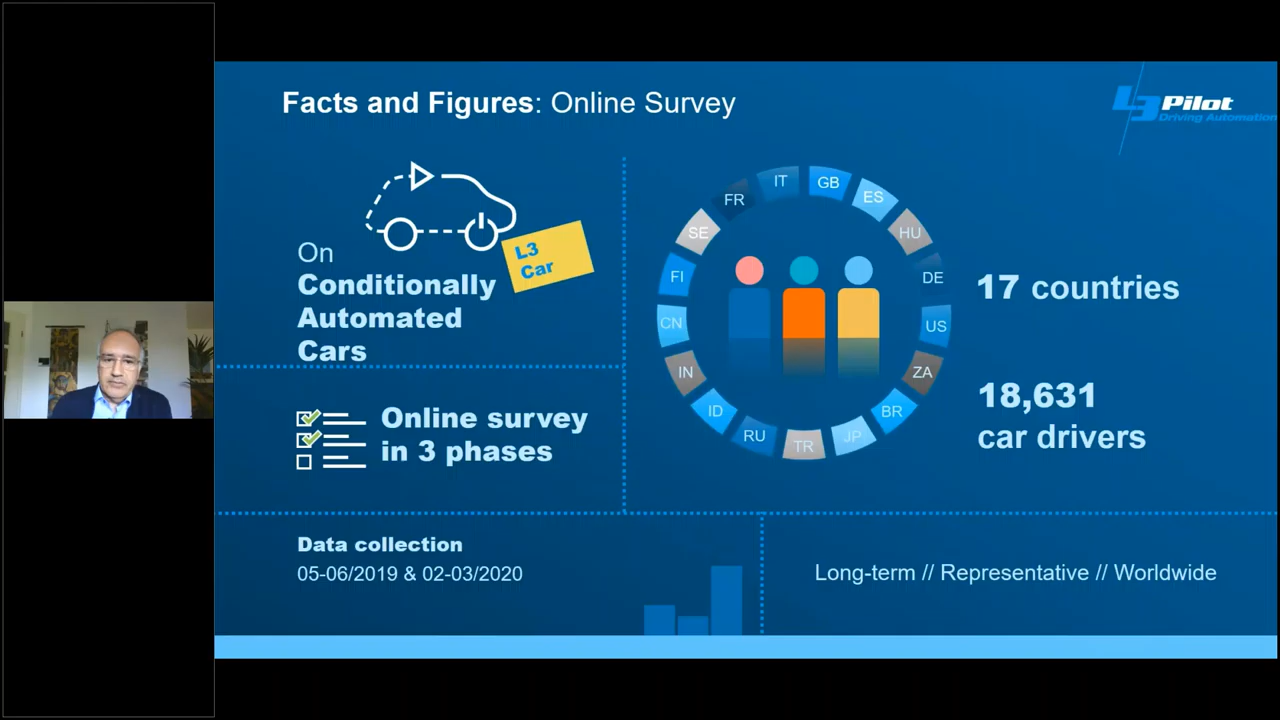 Facts and Figures: Online Survey
L3Pilot
Driving Automation
On
Conditionally
Automated
Cars
L3
Car
Online survey
in 3 phases
IT
GB
ES
HU
DE
US
ZA
BR
JP
TR
RU
ID
IN
CN
FI
SE
FR
17 countries
18,631
car drivers
Data collection
05-06/2019 & 02-03/2020
Long-term // Representative // Worldwide